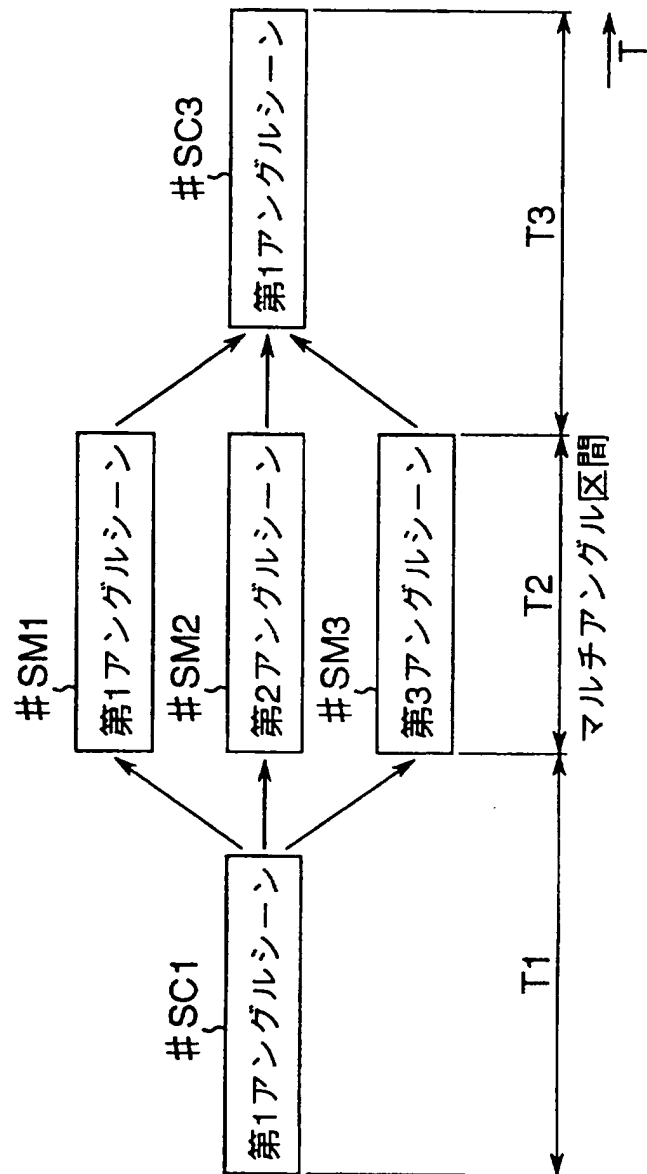 #SC1
第1アングルシーン
#SM1
第1アングルシーン
#SM2
第2アングルシーン
#SM3
第3アングルシーン
#SC3
第1アングルシーン
T1
T2
T3
マルチアングル区間
T